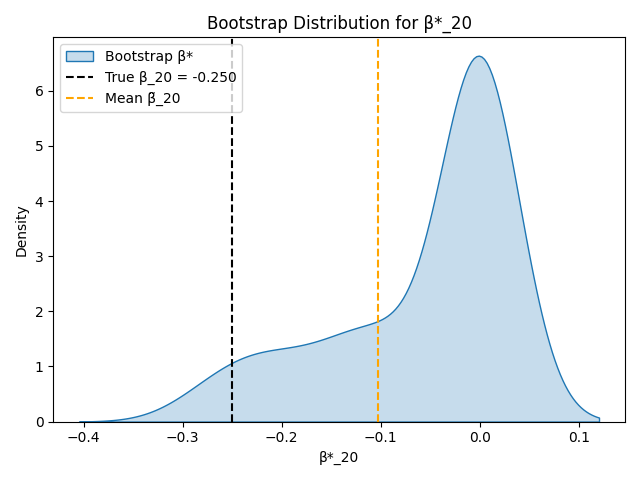 Bootstrap Distribution for β*_20
Bootstrap β*
True β_20 = -0.250
Mean β_20
Density
6
5
4
3
2
1
0
−0.4
−0.3
−0.2
−0.1
0.0
0.1
β*_20